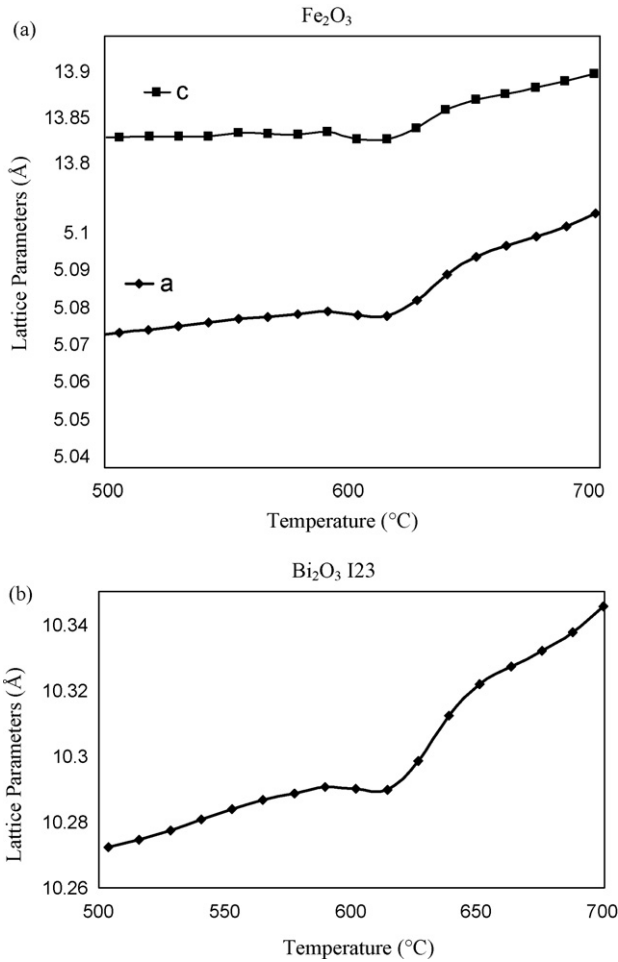 (a)
Fe₂O₃
13.9
c
13.85
13.8
5.1
5.09
a
5.08
5.07
5.06
5.05
5.04
Lattice Parameters (Å)
500 600 700
Temperature (°C)
(b)
Bi₂O₃ I23
10.34
10.32
10.3
10.28
10.26
Lattice Parameters (Å)
500 550 600 650 700
Temperature (°C)